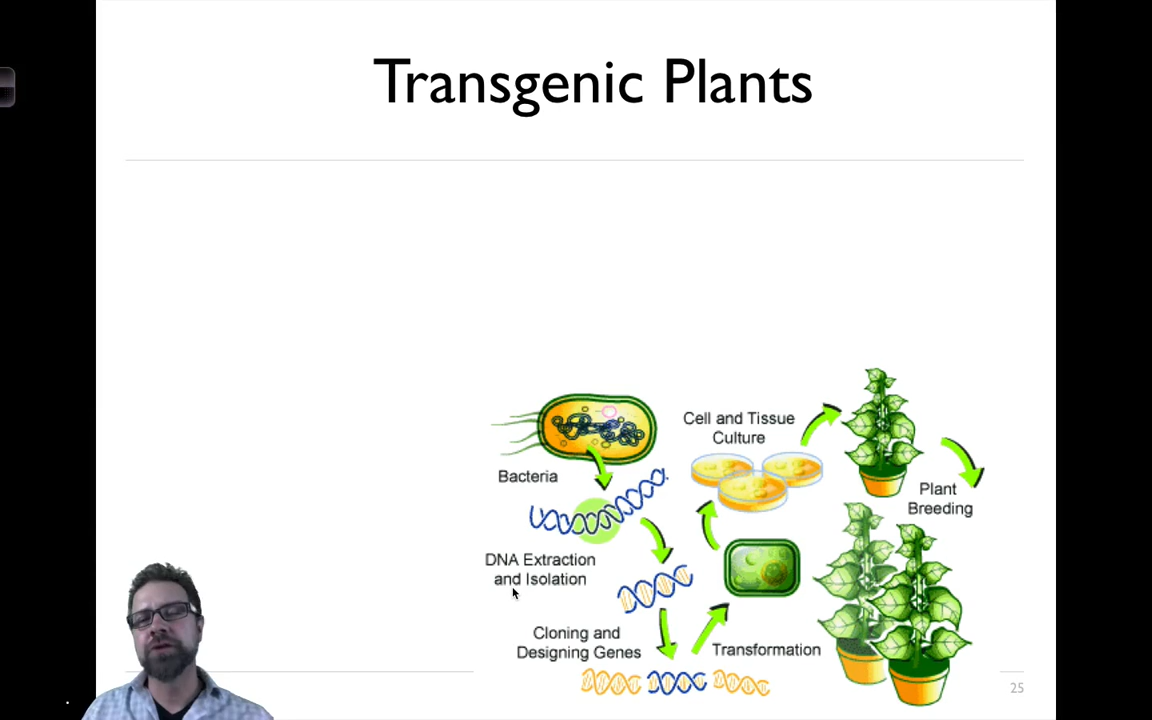 Transgenic Plants
Bacteria
DNA Extraction
and Isolation
Cloning and
Designing Genes
Transformation
Cell and Tissue
Culture
Plant
Breeding
25